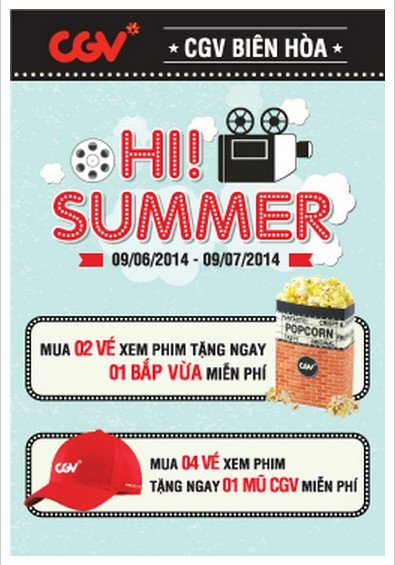 CGV*
★ CGV BIÊN HÒA ★
HI!
SUMMER
09/06/2014 - 09/07/2014
MUA 02 VÉ XEM PHIM TẶNG NGAY
01 BẮP VỪA MIỄN PHÍ
POPCORN
CGV
CGV*
MUA 04 VÉ XEM PHIM
TẶNG NGAY 01 MŨ CGV MIỄN PHÍ